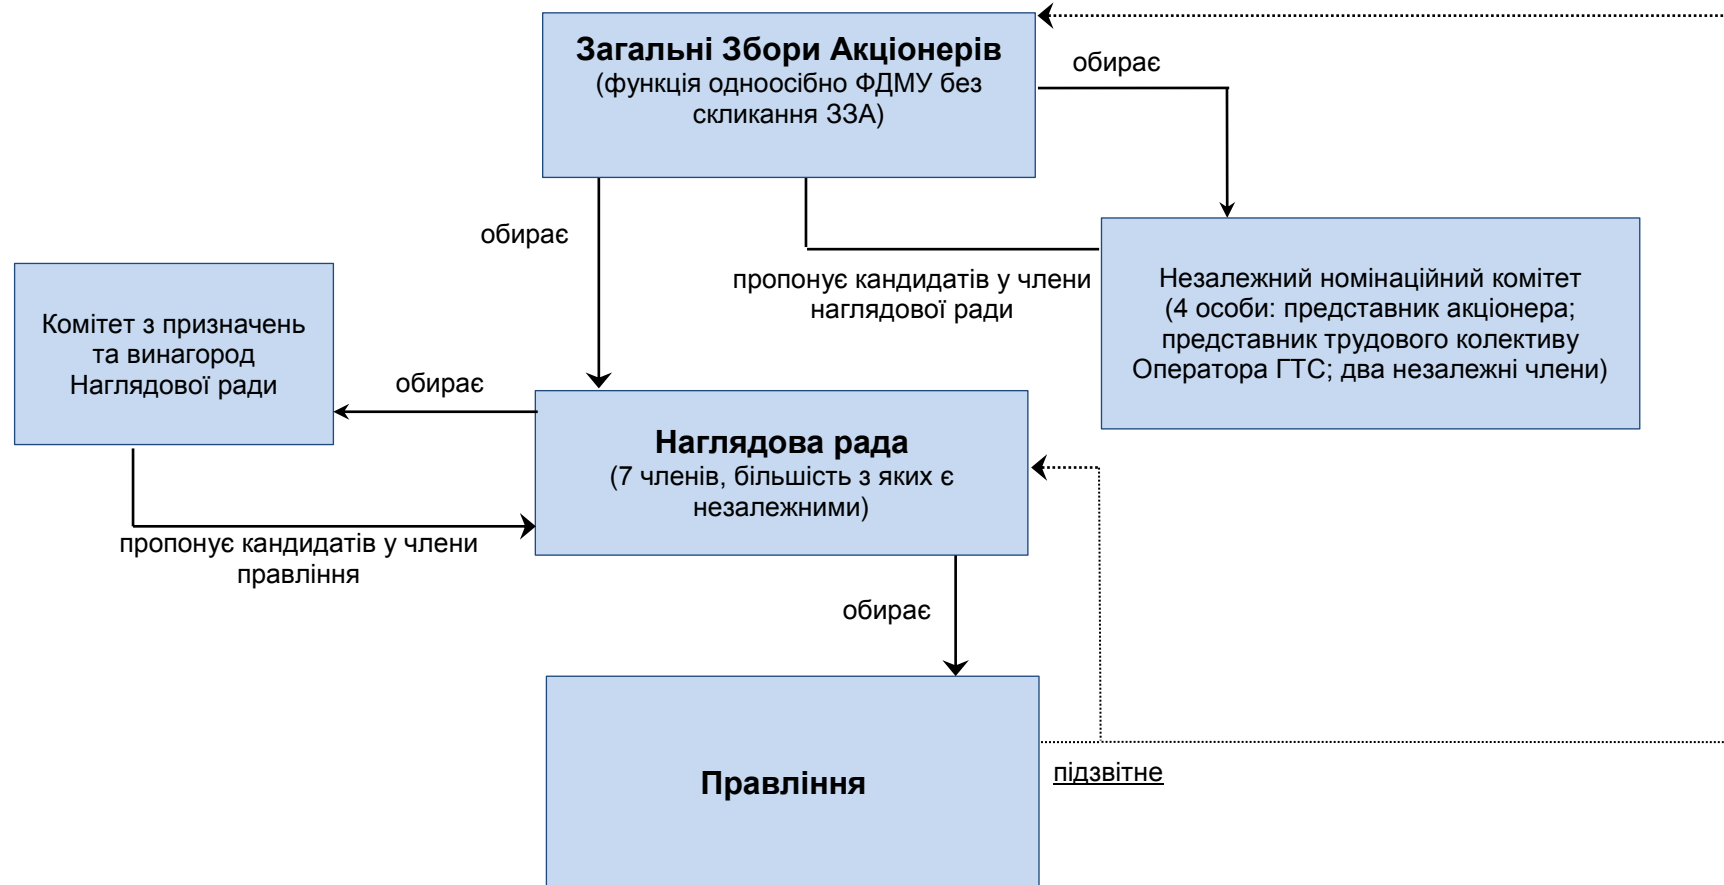 Загальні Збори Акціонерів
(функція одноосібно ФДМУ без
скликання ЗЗА)
обирає
обирає
пропонує кандидатів у члени
наглядової ради
Незалежний номінаційний комітет
(4 особи: представник акціонера;
представник трудового колективу
Оператора ГТС; два незалежні члени)
Комітет з призначень
та винагород
Наглядової ради
обирає
Наглядова рада
(7 членів, більшість з яких є
незалежними)
пропонує кандидатів у члени
правління
обирає
Правління
підзвітне